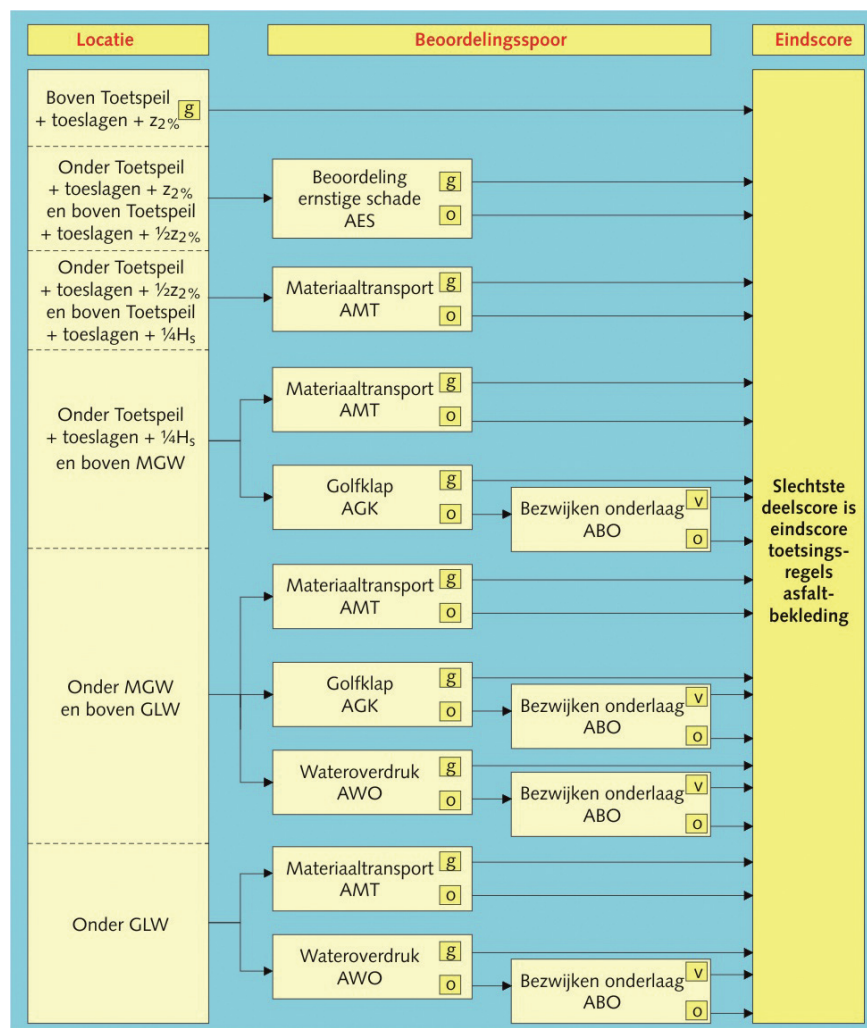 Locatie
Beoordelingsspoor
Eindscore
Boven Toetspeil
+ toeslagen + z2%
g
Onder Toetspeil
+ toeslagen + z2%
en boven Toetspeil
+ toeslagen + ½z2%
Beoordeling
ernstige schade
AES
g
o
Onder Toetspeil
+ toeslagen + ½z2%
en boven Toetspeil
+ toeslagen + ¼Hs
Materiaaltransport
AMT
g
o
Onder Toetspeil
+ toeslagen + ¼Hs
en boven MGW
Materiaaltransport
AMT
g
o
Golfklap
AGK
g
o
Bezwijken onderlaag
ABO
v
o
Onder MGW
en boven GLW
Materiaaltransport
AMT
g
o
Golfklap
AGK
g
o
Bezwijken onderlaag
ABO
v
o
Wateroverdruk
AWO
g
o
Bezwijken onderlaag
ABO
v
o
Onder GLW
Materiaaltransport
AMT
g
o
Wateroverdruk
AWO
g
o
Bezwijken onderlaag
ABO
v
o
Slechtste
deelscore is
eindscore
toetsings-
regels
asfalt-
bekleding